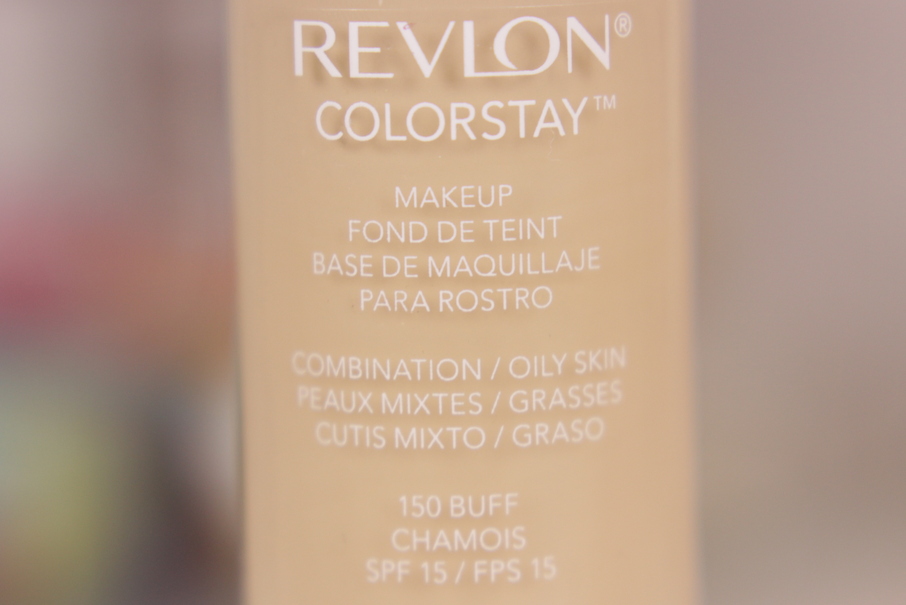 REVLON®
COLORSTAY™
MAKEUP
FOND DE TEINT
BASE DE MAQUILLAJE
PARA ROSTRO
COMBINATION / OILY SKIN
PEAUX MIXTES / GRASSES
CUTIS MIXTO / GRASO
150 BUFF
CHAMOIS
SPF 15 / FPS 15